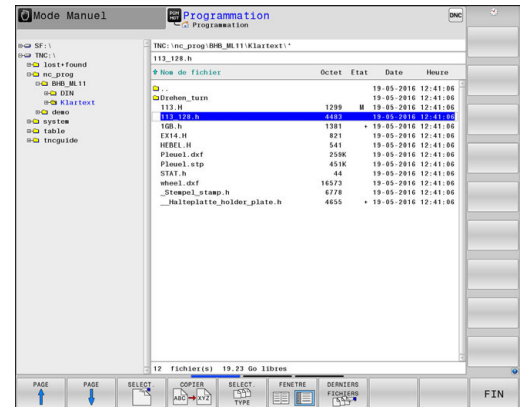 Mode Manuel
PGM MGT Programmation
Programmation
DNC
SF:\
TNC:\
lost+found
nc_prog
BHB_ML11
DIN
Klartext
demo
system
table
tncguide
TNC:\nc_prog\BHB_ML11\Klartext\*
113_128.h
Nom de fichier Octet Etat Date Heure
.. 19-05-2016 12:41:06
Drehen_turn 19-05-2016 12:41:06
113.H 1299 M 19-05-2016 12:41:06
113_128.h 4483 19-05-2016 12:41:06
1GB.h 1381 + 19-05-2016 12:41:06
EX14.H 821 19-05-2016 12:41:06
HEBEL.H 541 19-05-2016 12:41:06
Pleuel.dxf 259K 19-05-2016 12:41:06
Pleuel.stp 451K 19-05-2016 12:41:06
STAT.h 44 19-05-2016 12:41:06
wheel.dxf 16573 19-05-2016 12:41:06
_Stempel_stamp.h 6778 19-05-2016 12:41:06
__Halteplatte_holder_plate.h 4655 + 19-05-2016 12:41:06
12 fichier(s) 19.23 Go libres
PAGE
PAGE
SELECT.
COPIER
ABC XYZ
SELECT.
TYPE
FENETRE
DERNIERS
FICHIERS
FIN